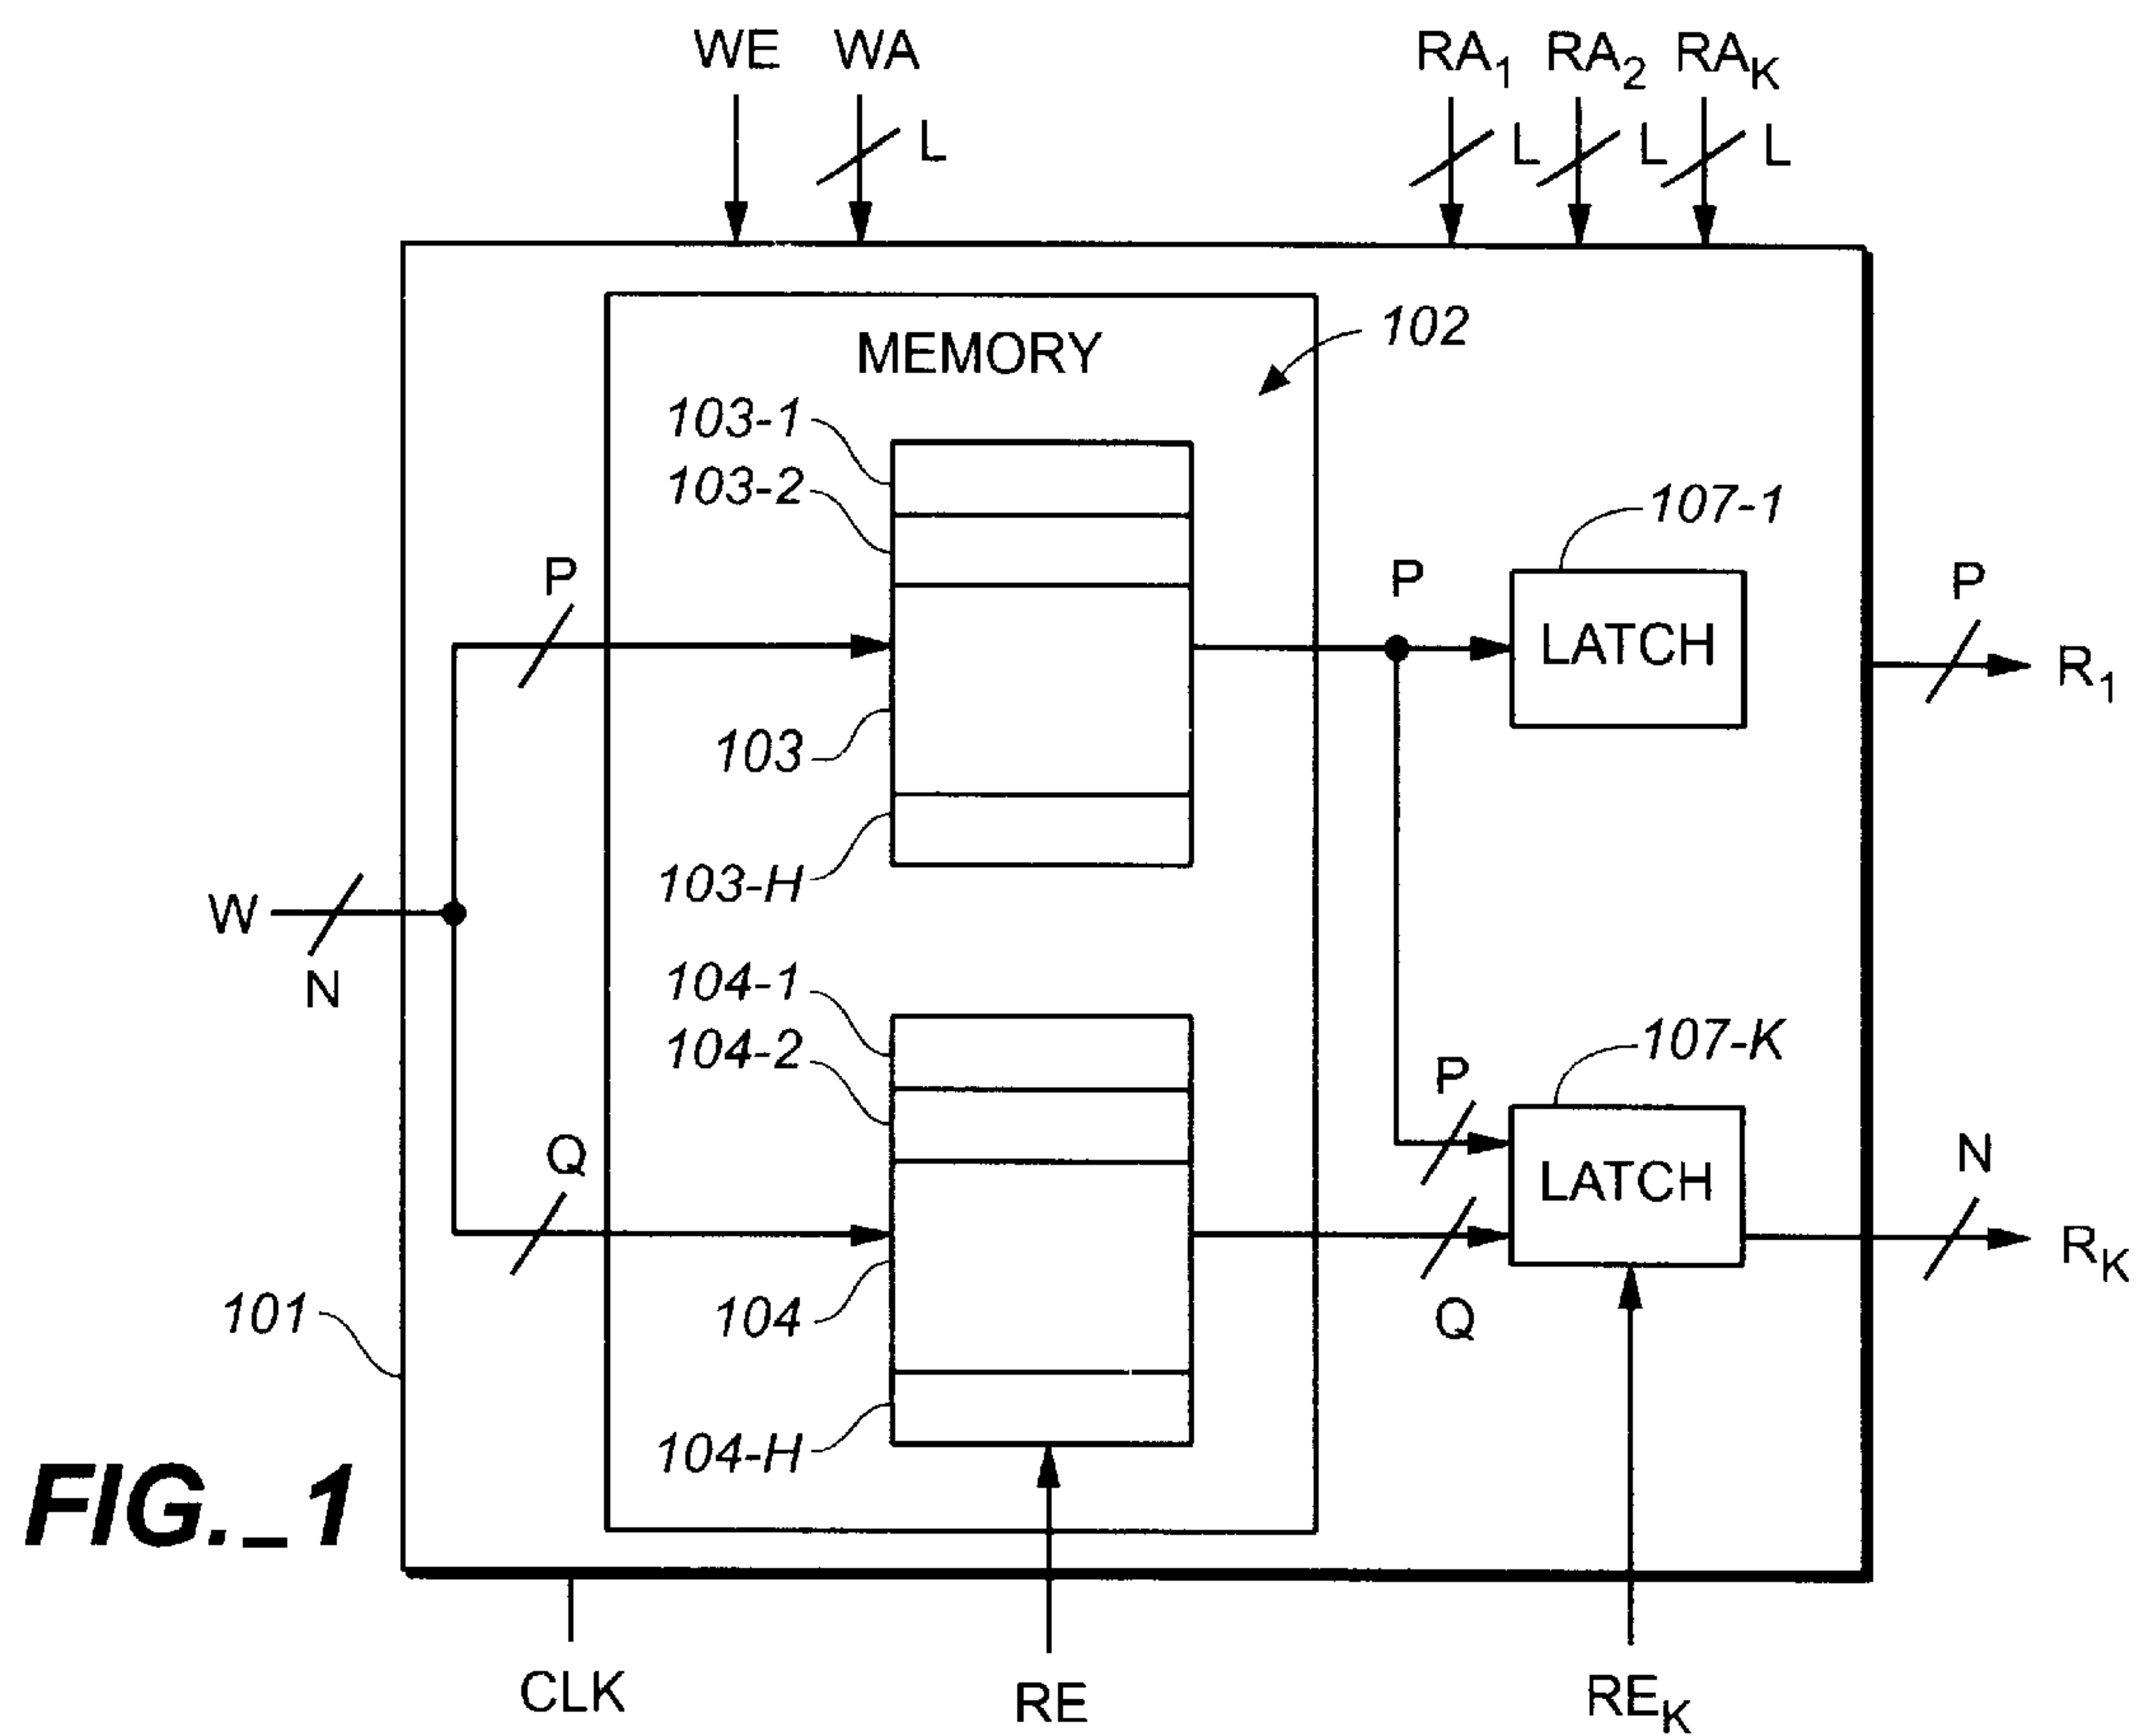 WE WA RA1 RA2 RAK
L L L L
102
MEMORY
103-1
103-2
107-1
P P P
LATCH
R1
103
103-H
W
N
104-1
104-2
107-K
P
Q N
LATCH
RK
101
104
Q
104-H
FIG._1
CLK RE REK